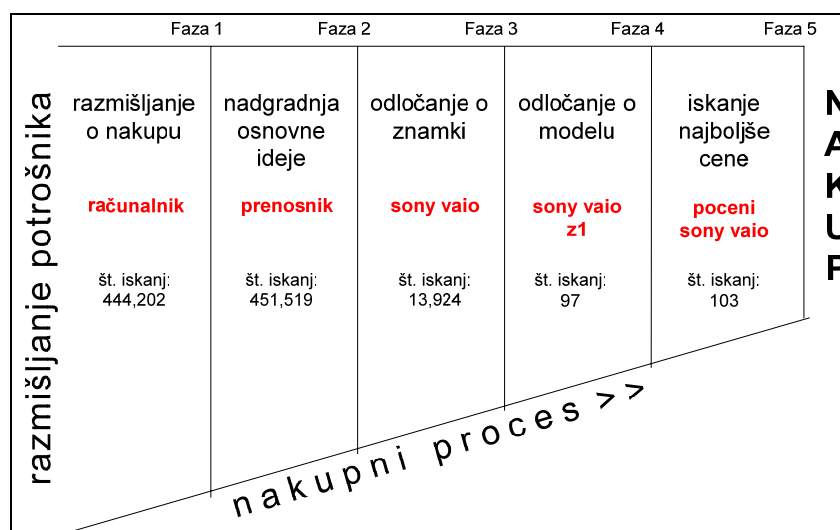 Faza 1
Faza 2
Faza 3
Faza 4
Faza 5
razmišljanje potrošnika
razmišljanje
o nakupu
računalnik
št. iskanj:
444,202
nadgradnja
osnovne
ideje
prenosnik
št. iskanj:
451,519
odločanje o
znamki
sony vaio
št. iskanj:
13,924
odločanje o
modelu
sony vaio
z1
št. iskanj:
97
iskanje
najboljše
cene
poceni
sony vaio
št. iskanj:
103
N
A
K
U
P
nakupni proces >>